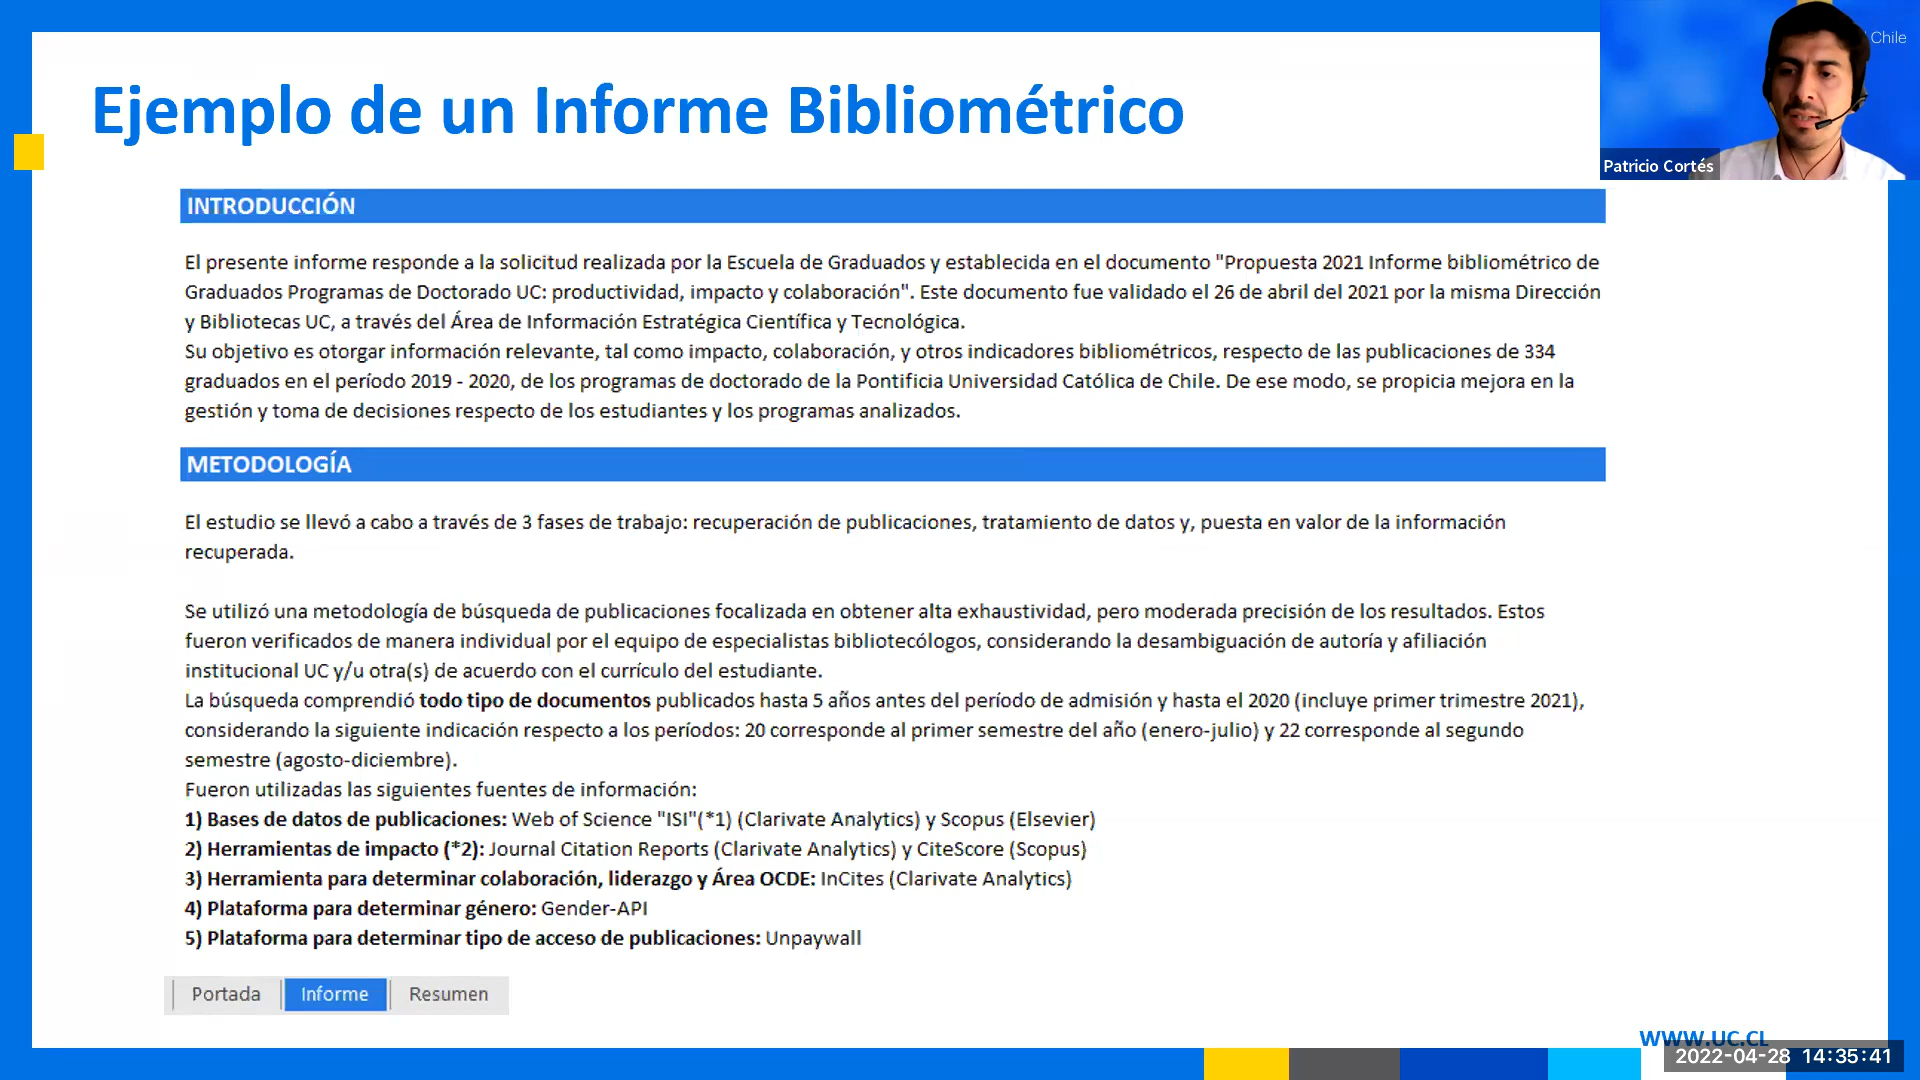 Ejemplo de un Informe Bibliométrico
Chile
Patricio Cortés
INTRODUCCIÓN
El presente informe responde a la solicitud realizada por la Escuela de Graduados y establecida en el documento "Propuesta 2021 Informe bibliométrico de
Graduados Programas de Doctorado UC: productividad, impacto y colaboración". Este documento fue validado el 26 de abril del 2021 por la misma Dirección
y Bibliotecas UC, a través del Área de Información Estratégica Científica y Tecnológica.
Su objetivo es otorgar información relevante, tal como impacto, colaboración, y otros indicadores bibliométricos, respecto de las publicaciones de 334
graduados en el período 2019 - 2020, de los programas de doctorado de la Pontificia Universidad Católica de Chile. De ese modo, se propicia mejora en la
gestión y toma de decisiones respecto de los estudiantes y los programas analizados.
METODOLOGÍA
El estudio se llevó a cabo a través de 3 fases de trabajo: recuperación de publicaciones, tratamiento de datos y, puesta en valor de la información
recuperada.
Se utilizó una metodología de búsqueda de publicaciones focalizada en obtener alta exhaustividad, pero moderada precisión de los resultados. Estos
fueron verificados de manera individual por el equipo de especialistas bibliotecólogos, considerando la desambiguación de autoría y afiliación
institucional UC y/u otra(s) de acuerdo con el currículo del estudiante.
La búsqueda comprendió todo tipo de documentos publicados hasta 5 años antes del período de admisión y hasta el 2020 (incluye primer trimestre 2021),
considerando la siguiente indicación respecto a los períodos: 20 corresponde al primer semestre del año (enero-julio) y 22 corresponde al segundo
semestre (agosto-diciembre).
Fueron utilizadas las siguientes fuentes de información:
1) Bases de datos de publicaciones: Web of Science "ISI"(*1) (Clarivate Analytics) y Scopus (Elsevier)
2) Herramientas de impacto (*2): Journal Citation Reports (Clarivate Analytics) y CiteScore (Scopus)
3) Herramienta para determinar colaboración, liderazgo y Área OCDE: InCites (Clarivate Analytics)
4) Plataforma para determinar género: Gender-API
5) Plataforma para determinar tipo de acceso de publicaciones: Unpaywall
Portada Informe Resumen
WWW.UC.CL
2022-04-28 14:35:41